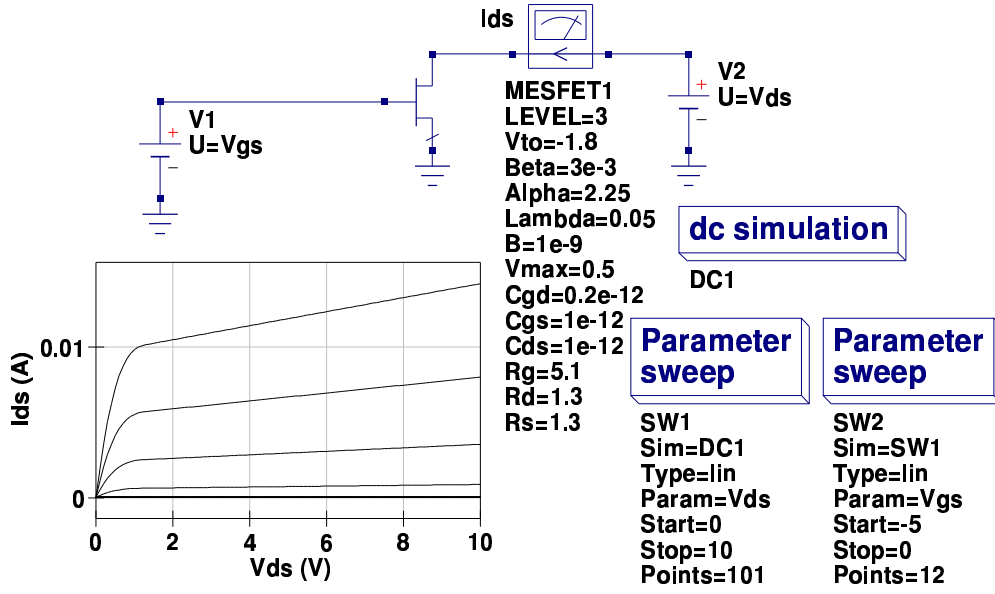 Ids
V1
U=Vgs
MESFET1
LEVEL=3
Vto=-1.8
Beta=3e-3
Alpha=2.25
Lambda=0.05
B=1e-9
Vmax=0.5
Cgd=0.2e-12
Cgs=1e-12
Cds=1e-12
Rg=5.1
Rd=1.3
Rs=1.3
V2
U=Vds
dc simulation
DC1
Parameter
sweep
SW1
Sim=DC1
Type=lin
Param=Vds
Start=0
Stop=10
Points=101
Parameter
sweep
SW2
Sim=SW1
Type=lin
Param=Vgs
Start=-5
Stop=0
Points=12
Ids (A)
0.01
0
0 2 4 6 8 10
Vds (V)